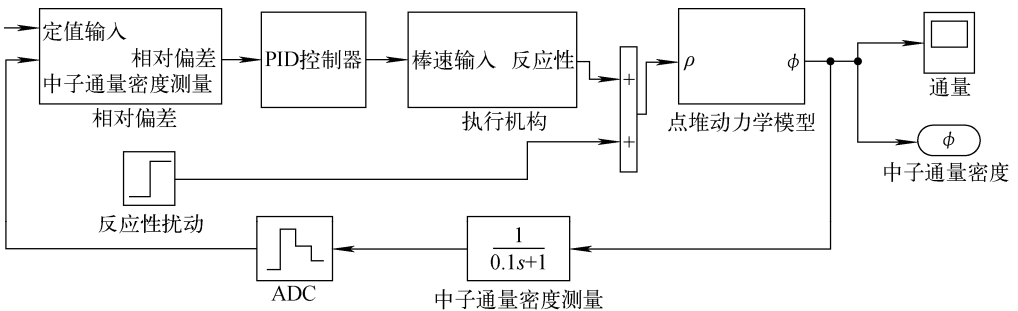 定值输入
相对偏差
中子通量密度测量
相对偏差
PID控制器
棒速输入 反应性
执行机构
+
+
ρ ϕ
点堆动力学模型
通量
ϕ
中子通量密度
反应性扰动
ADC
1
0.1s+1
中子通量密度测量